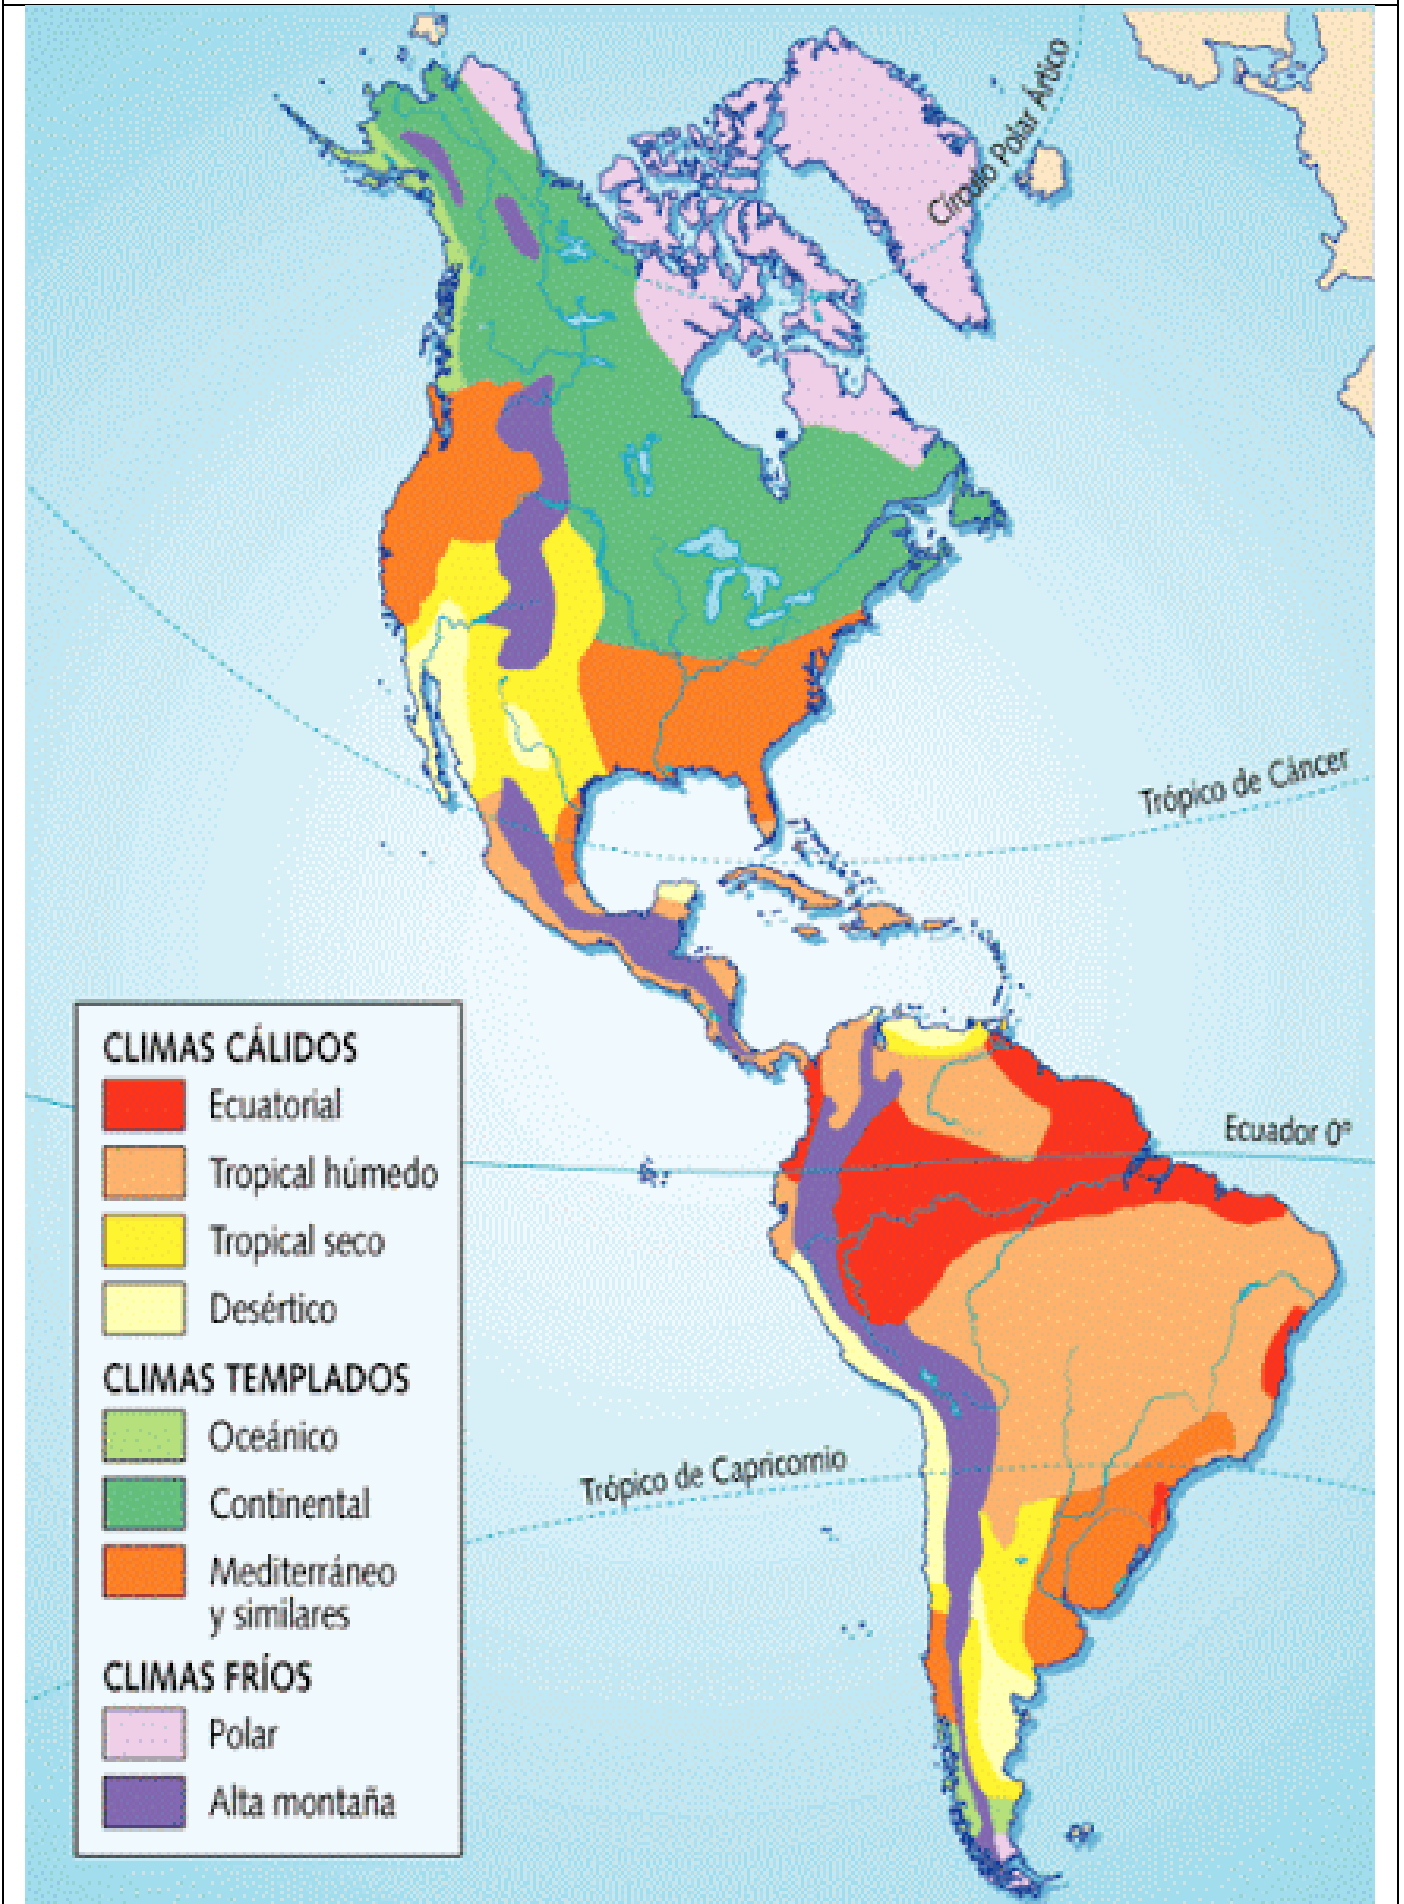 Círculo Polar Ártico
Trópico de Cáncer
CLIMAS CÁLIDOS
Ecuatorial
Tropical húmedo
Tropical seco
Desértico
CLIMAS TEMPLADOS
Oceánico
Continental
Mediterráneo
y similares
CLIMAS FRÍOS
Polar
Alta montaña
Ecuador 0º
Trópico de Capricornio